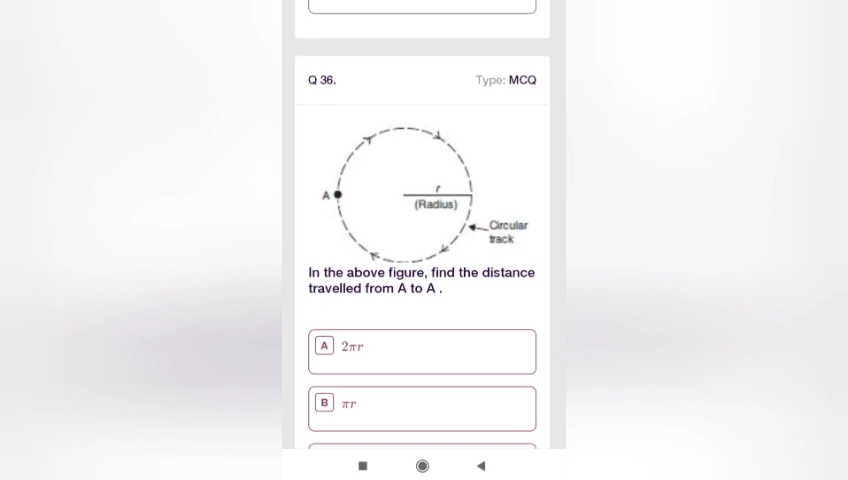 Q 36.
Type: MCQ
A
r
(Radius)
Circular
track
In the above figure, find the distance
travelled from A to A .
A 2πr
B πr